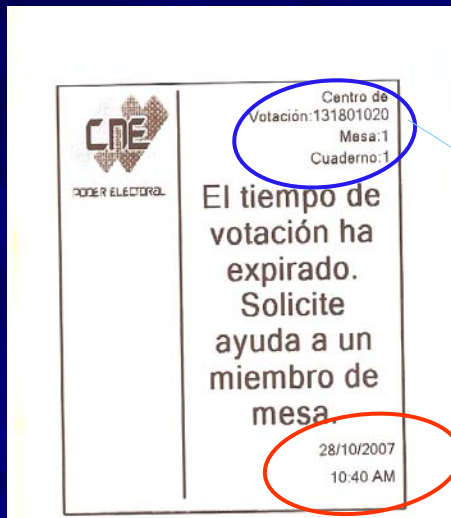 CNE
PODER ELECTORAL
Centro de
Votación:131801020
Mesa:1
Cuaderno:1
El tiempo de
votación ha
expirado.
Solicite
ayuda a un
miembro de
mesa.
28/10/2007
10:40 AM